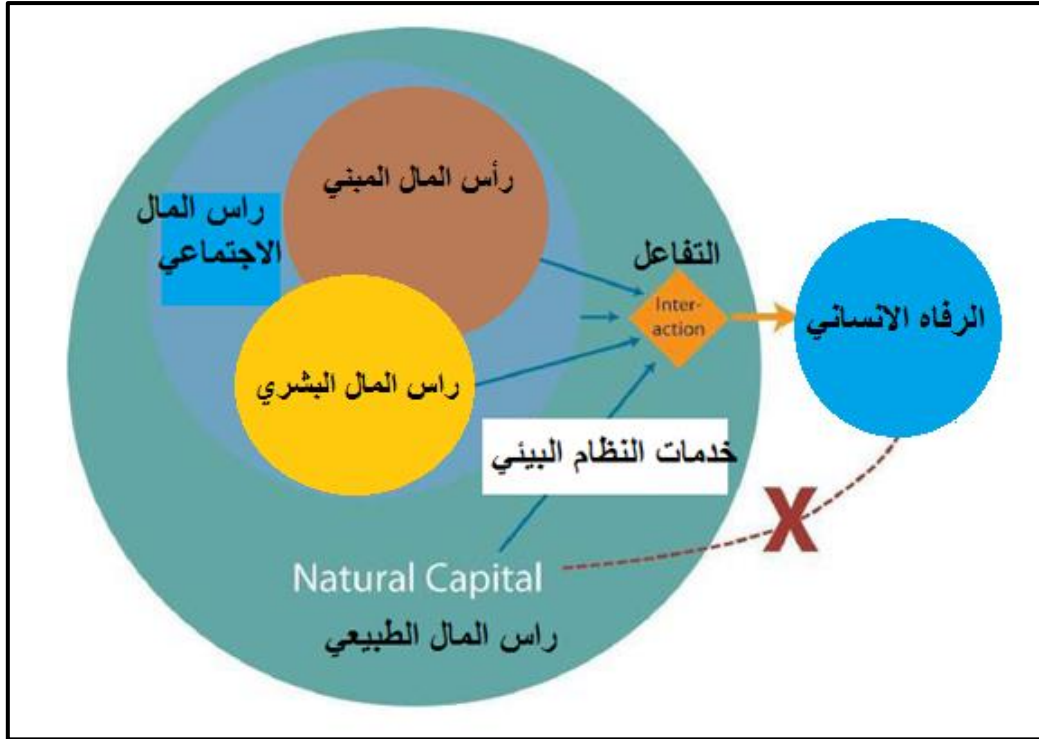 رأس المال المبني
راس المال
الاجتماعي
التفاعل
Inter-
action
الرفاه الانساني
راس المال البشري
خدمات النظام البيئي
X
Natural Capital
راس المال الطبيعي